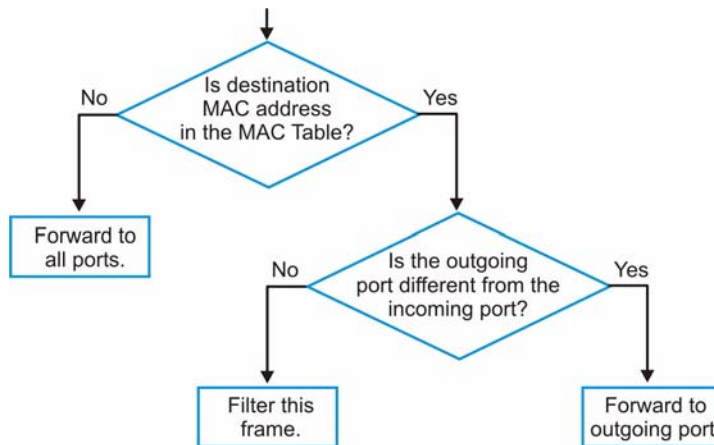 Is destination
MAC address
in the MAC Table?
No
Yes
Forward to
all ports.
Is the outgoing
port different from the
incoming port?
No
Yes
Filter this
frame.
Forward to
outgoing port